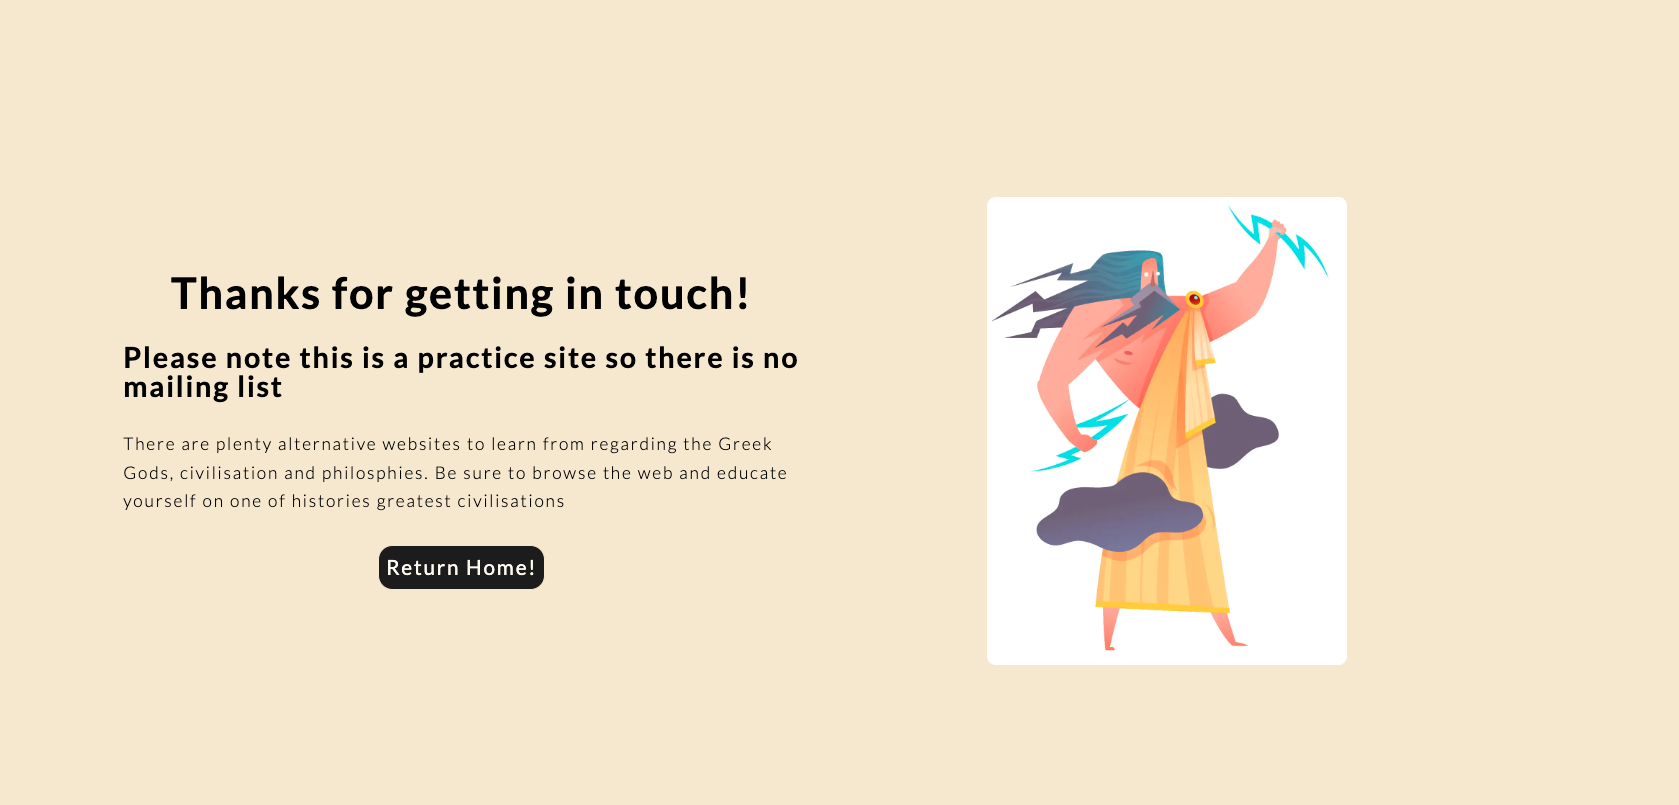 Thanks for getting in touch!
Please note this is a practice site so there is no
mailing list
There are plenty alternative websites to learn from regarding the Greek
Gods, civilisation and philosphies. Be sure to browse the web and educate
yourself on one of histories greatest civilisations
Return Home!